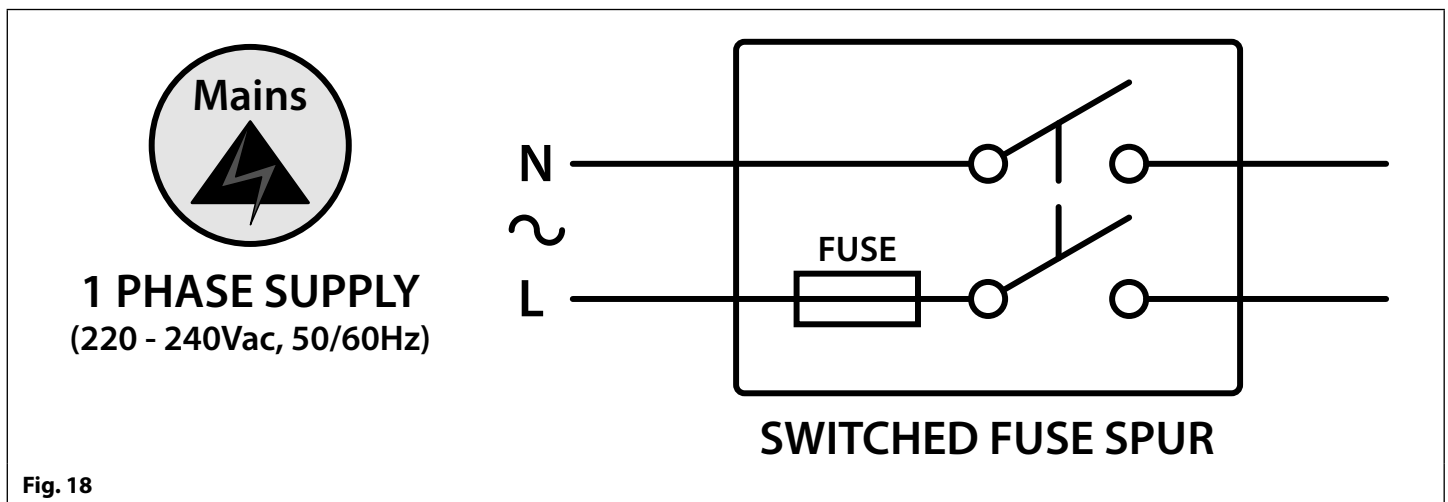 Mains
1 PHASE SUPPLY
(220 - 240Vac, 50/60Hz)
N
L
FUSE
SWITCHED FUSE SPUR
Fig. 18